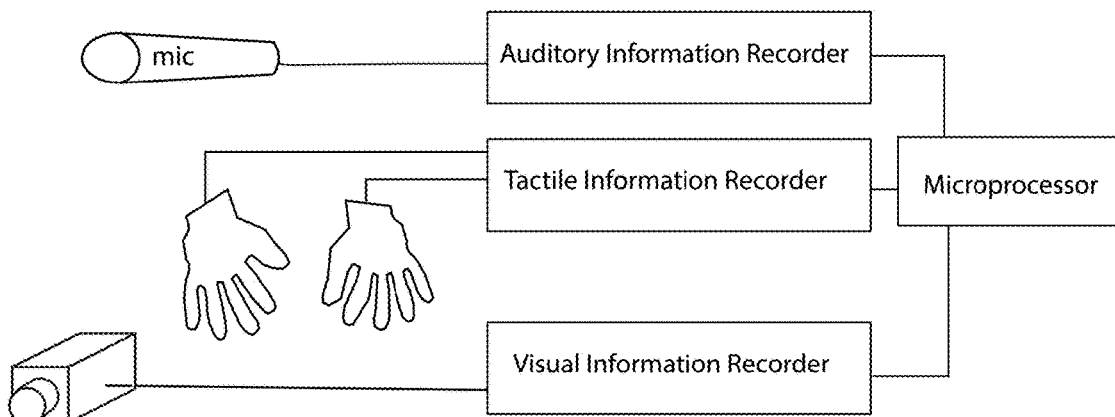 mic
Auditory Information Recorder
Tactile Information Recorder
Microprocessor
Visual Information Recorder